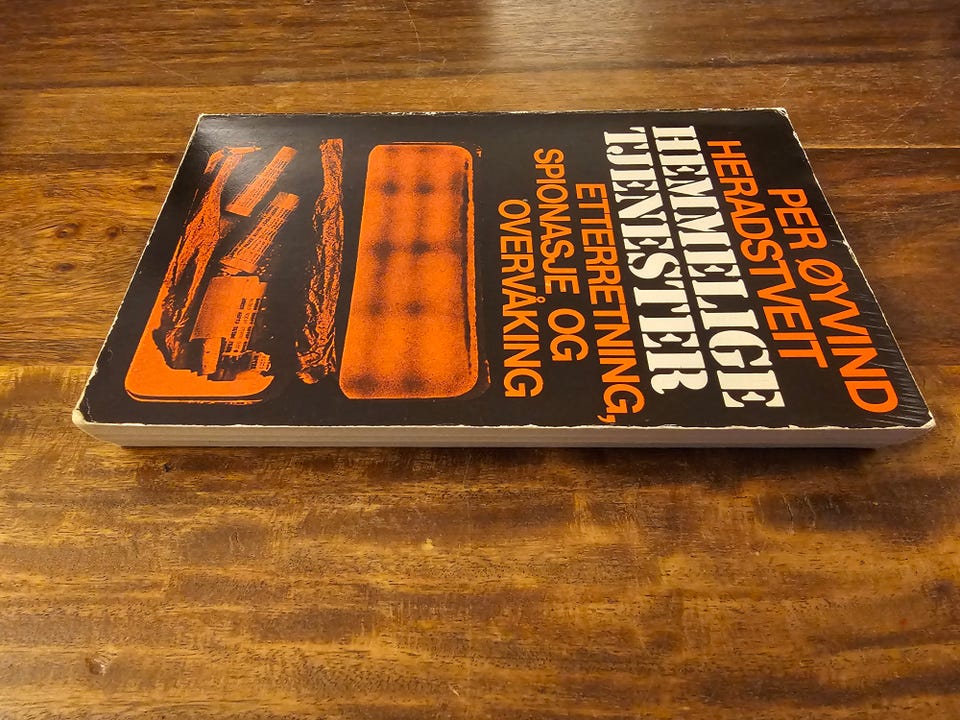 PER ØYVIND
HERADSTVEIT
HEMMELIGE
TJENESTER
ETTERRETNING,
SPIONASJE OG
OVERVÅKING